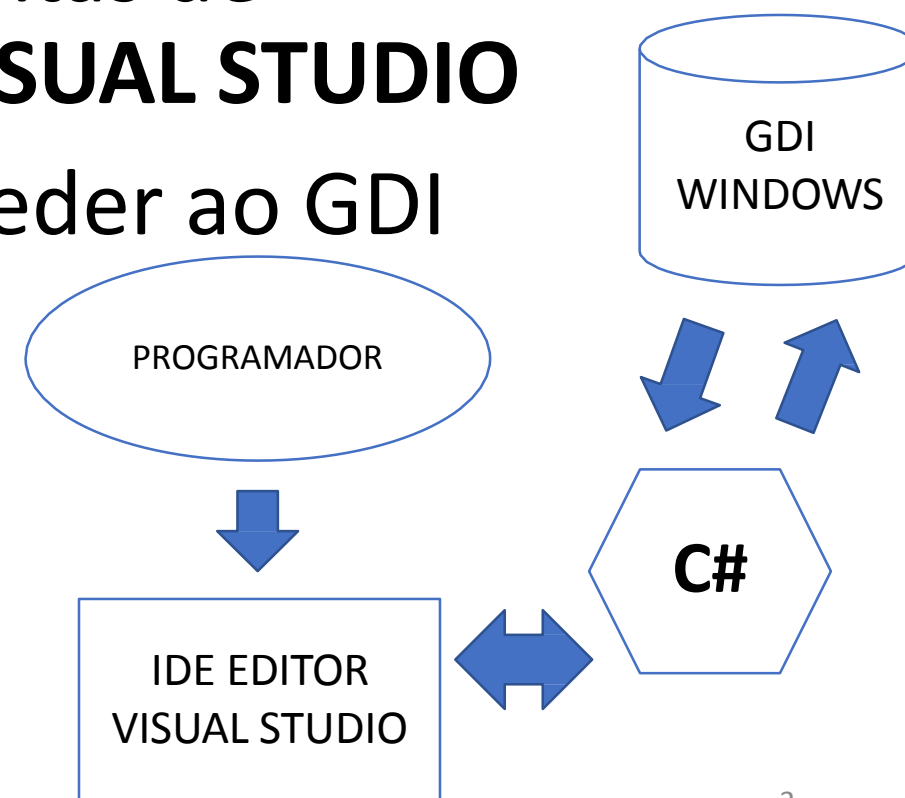 SUAL STUDIO
eder ao GDI
GDI
WINDOWS
PROGRAMADOR
C#
IDE EDITOR
VISUAL STUDIO